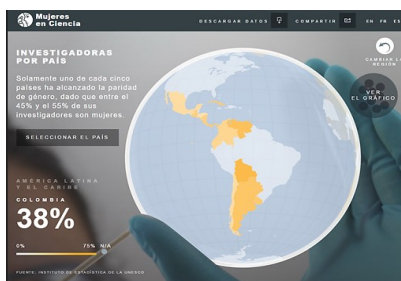 Mujeres
en Ciencia
DESCARGAR DATOS
COMPARTIR
EN FR ES
INVESTIGADORAS
POR PAÍS
Solamente uno de cada cinco
países ha alcanzado la paridad
de género, dado que entre el
45% y el 55% de sus
investigadores son mujeres.
SELECCIONAR EL PAÍS
CAMBIAR LA
REGIÓN
VER
EL GRÁFICO
AMÉRICA LATINA
Y EL CARIBE
COLOMBIA
38%
0% 75% N/A
FUENTE: INSTITUTO DE ESTADÍSTICA DE LA UNESCO